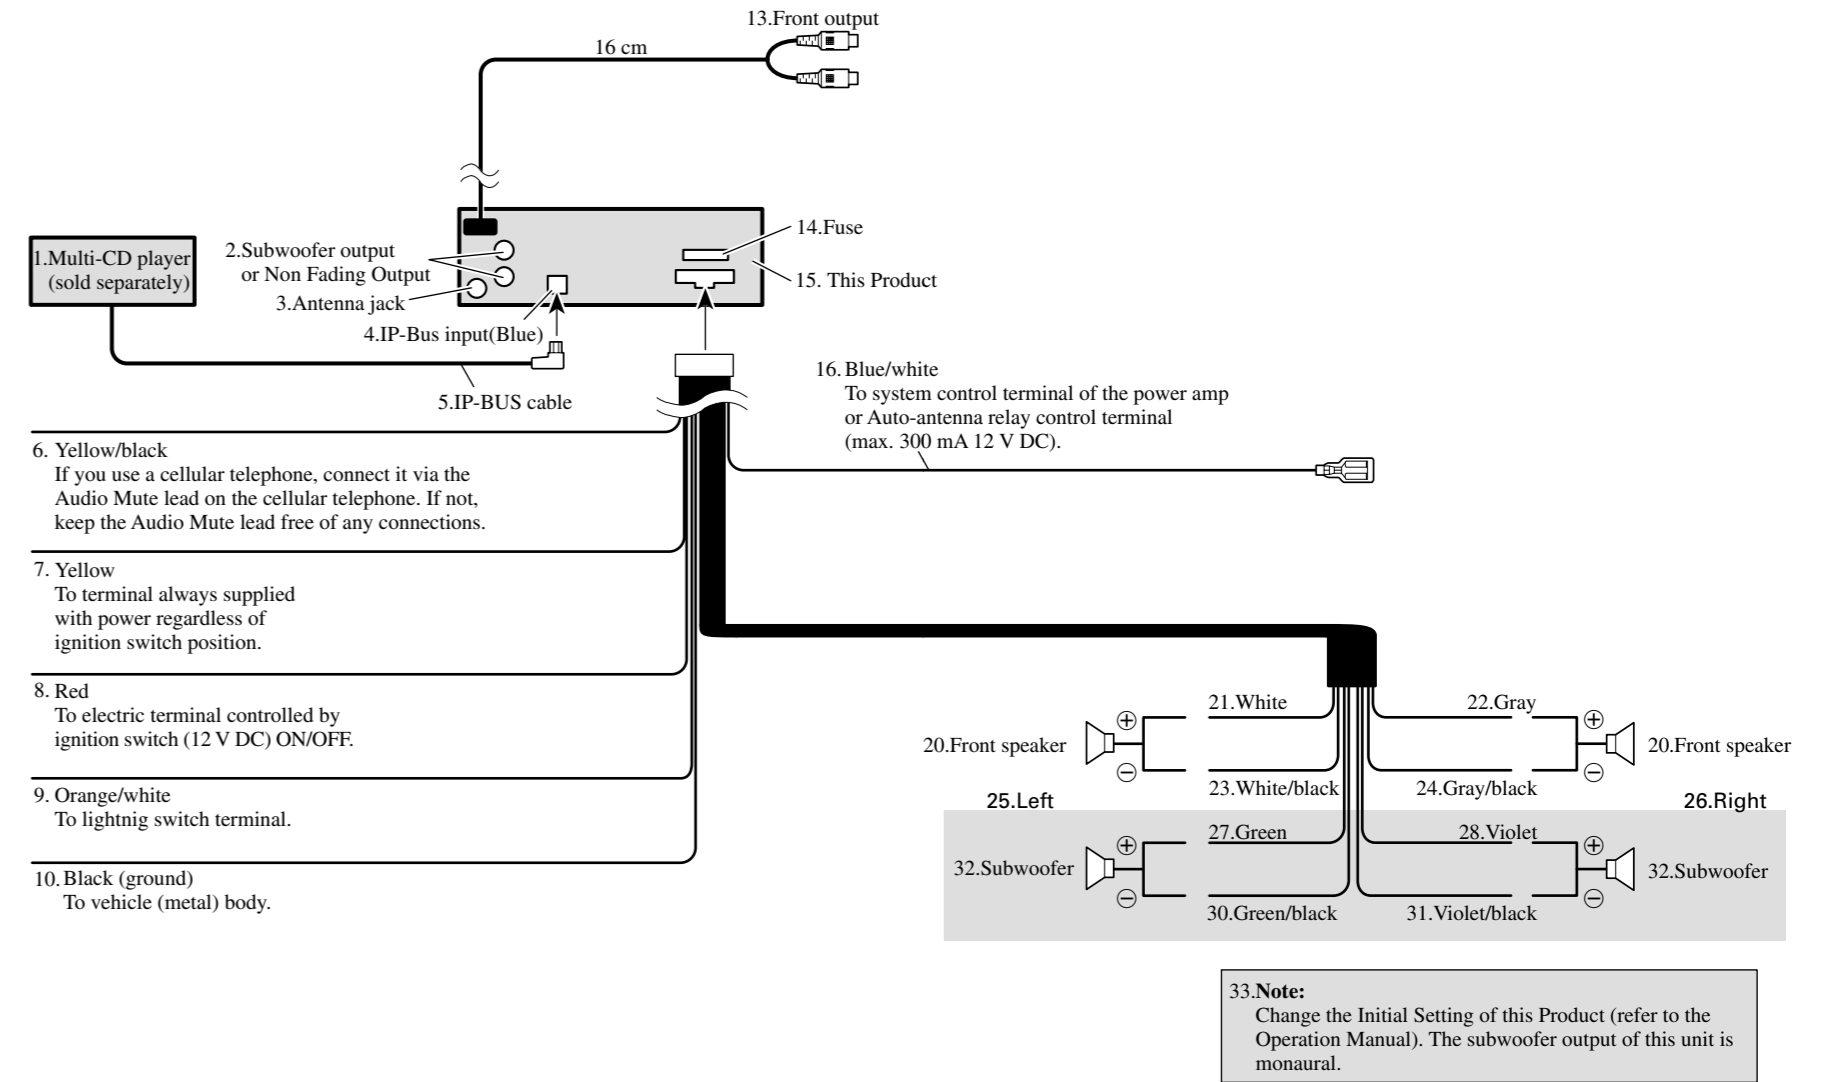 13.Front output
16 cm
14.Fuse
1.Multi-CD player
(sold separately)
2.Subwoofer output
or Non Fading Output
15. This Product
3.Antenna jack
4.IP-Bus input(Blue)
5.IP-BUS cable
16. Blue/white
To system control terminal of the power amp
or Auto-antenna relay control terminal
(max. 300 mA 12 V DC).
6. Yellow/black
If you use a cellular telephone, connect it via the
Audio Mute lead on the cellular telephone. If not,
keep the Audio Mute lead free of any connections.
7. Yellow
To terminal always supplied
with power regardless of
ignition switch position.
8. Red
To electric terminal controlled by
ignition switch (12 V DC) ON/OFF.
9. Orange/white
To lightnig switch terminal.
10. Black (ground)
To vehicle (metal) body.
21.White
22.Gray
⊕
⊕
20.Front speaker
20.Front speaker
⊖
⊖
23.White/black
24.Gray/black
25.Left
26.Right
27.Green
28.Violet
⊕
⊕
32.Subwoofer
32.Subwoofer
⊖
⊖
30.Green/black
31.Violet/black
33.Note:
Change the Initial Setting of this Product (refer to the
Operation Manual). The subwoofer output of this unit is
monaural.